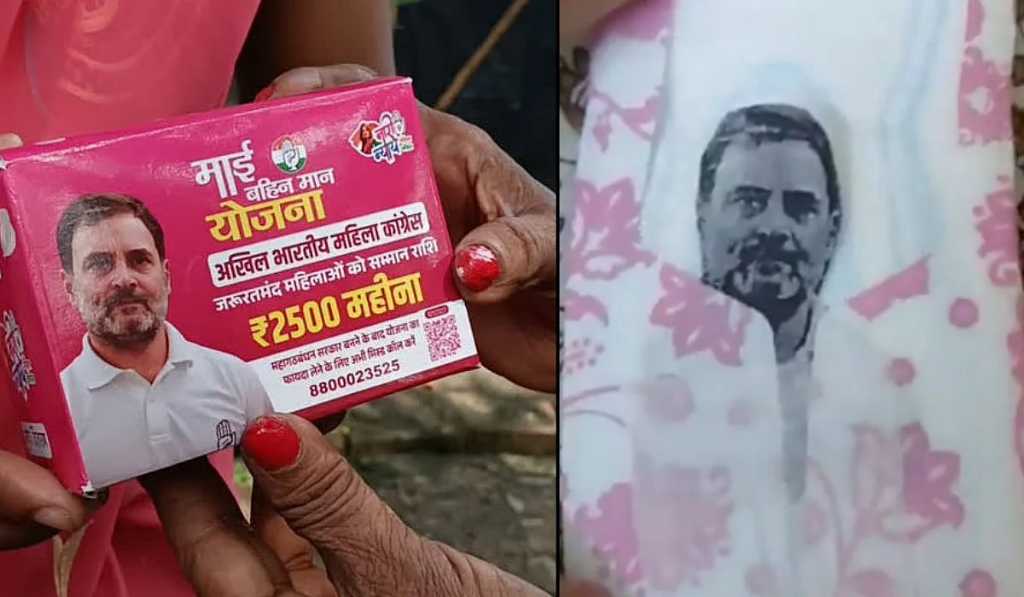 माई
बहिन मान
योजना
अखिल भारतीय महिला कांग्रेस
जरूरतमंद महिलाओं को सम्मान राशि
₹2500 महीना
महागठबंधन सरकार बनने के बाद योजना का
फायदा लेने के लिए अभी मिस्ड कॉल करें
8800023525
नारी
न्याय